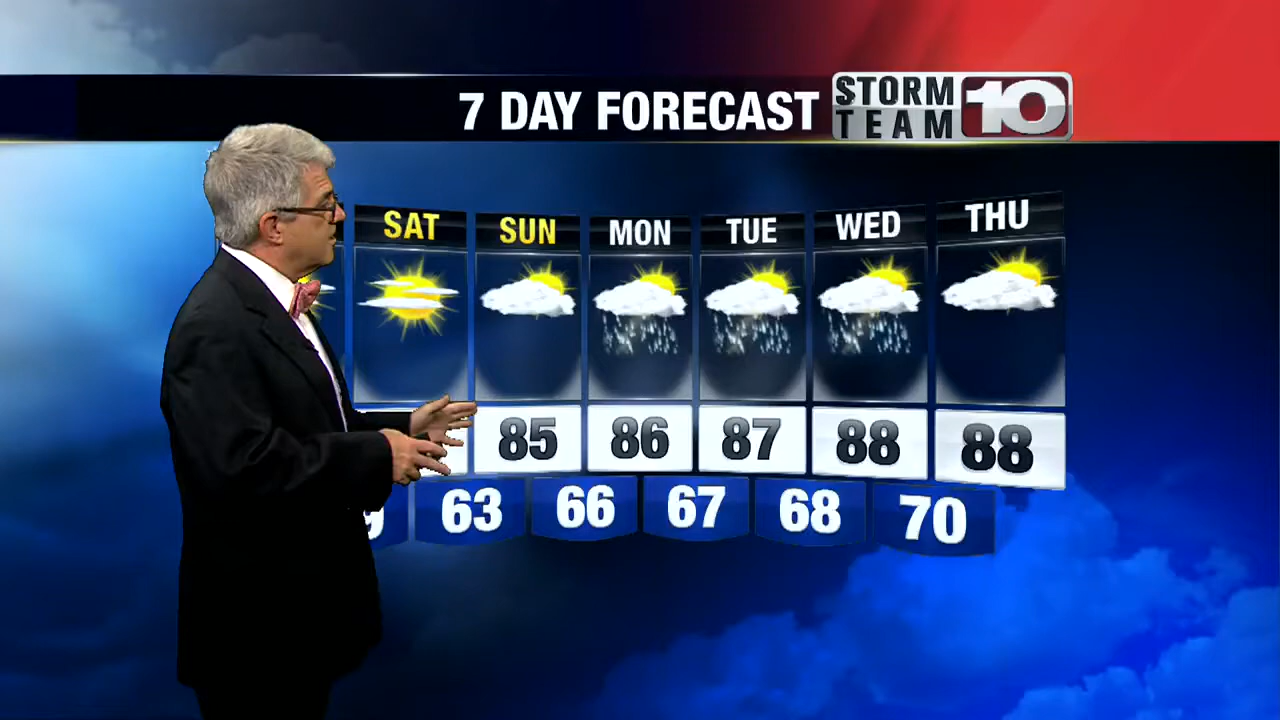 7 DAY FORECAST
STORM TEAM 10
SAT SUN MON TUE WED THU
85 86 87 88 88
63 66 67 68 70